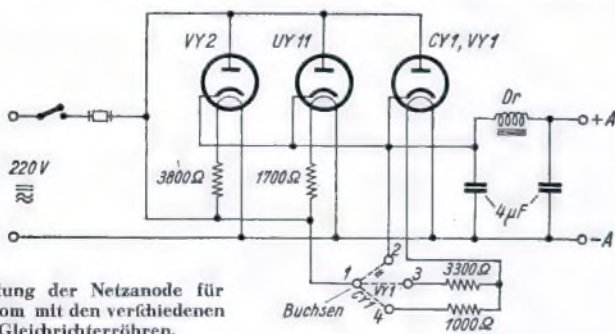 VY2
UY11
CY1, VY1
Dr
+A
220V
3800Ω
1700Ω
4μF
-A
2
1
VY1
3
3300Ω
Buchsen
4
1000Ω
tung der Netzanode für
om mit den verschiedenen
Gleichrichterröhren.